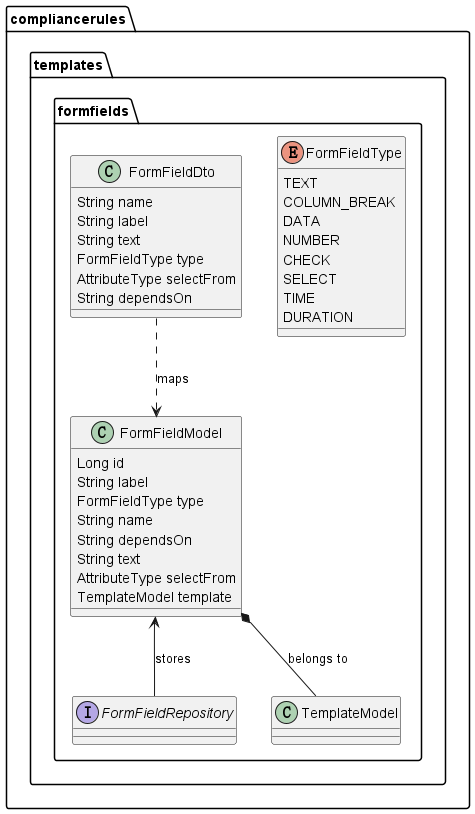 compliancerules
templates
formfields
C FormFieldDto
String name
String label
String text
FormFieldType type
AttributeType selectFrom
String dependsOn
E FormFieldType
TEXT
COLUMN_BREAK
DATA
NUMBER
CHECK
SELECT
TIME
DURATION
maps
C FormFieldModel
Long id
String label
FormFieldType type
String name
String dependsOn
String text
AttributeType selectFrom
TemplateModel template
stores
belongs to
I FormFieldRepository
C TemplateModel